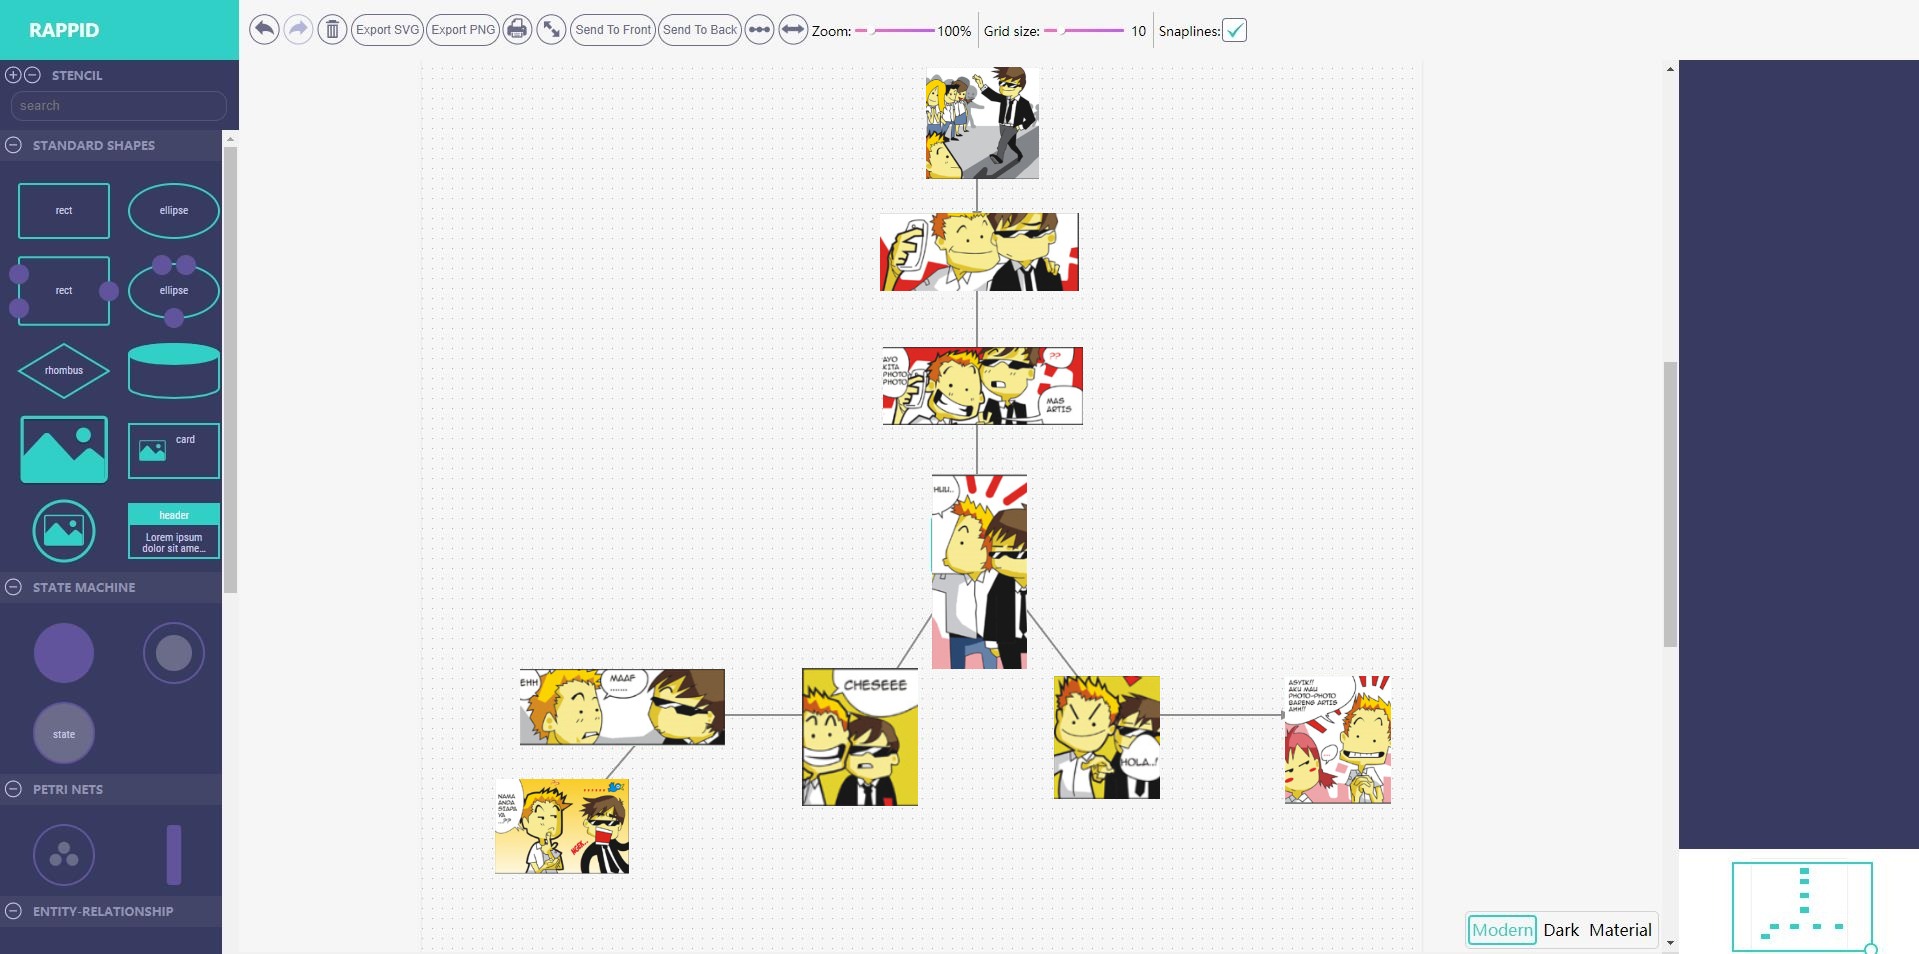 RAPPID
Export SVG
Export PNG
Send To Front
Send To Back
Zoom:
100%
Grid size:
10
Snaplines:
STENCIL
search
STANDARD SHAPES
rect
ellipse
rect
ellipse
rhombus
card
header
Lorem ipsum
dolor sit ame...
STATE MACHINE
state
PETRI NETS
ENTITY-RELATIONSHIP
AYO
KITA
PHOTO
PHOTO
??
MAS
ARTIS
HUU..
EHH
MAAF
.......
CHESEEE
HOLA..!
ASYIK!!
AKU MAU
PHOTO-PHOTO
BARENG ARTIS
AHH!!
...
NAMA
ANDA
SIAPA
YA
...??
......
Modern
Dark
Material